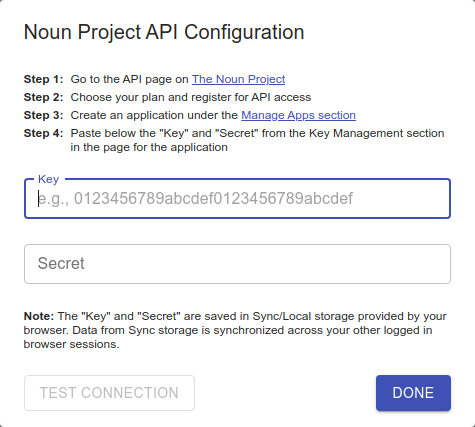 Noun Project API Configuration
Step 1: Go to the API page on The Noun Project
Step 2: Choose your plan and register for API access
Step 3: Create an application under the Manage Apps section
Step 4: Paste below the "Key" and "Secret" from the Key Management section
in the page for the application
Key
e.g., 0123456789abcdef0123456789abcdef
Secret
Note: The "Key" and "Secret" are saved in Sync/Local storage provided by your
browser. Data from Sync storage is synchronized across your other logged in
browser sessions.
TEST CONNECTION
DONE